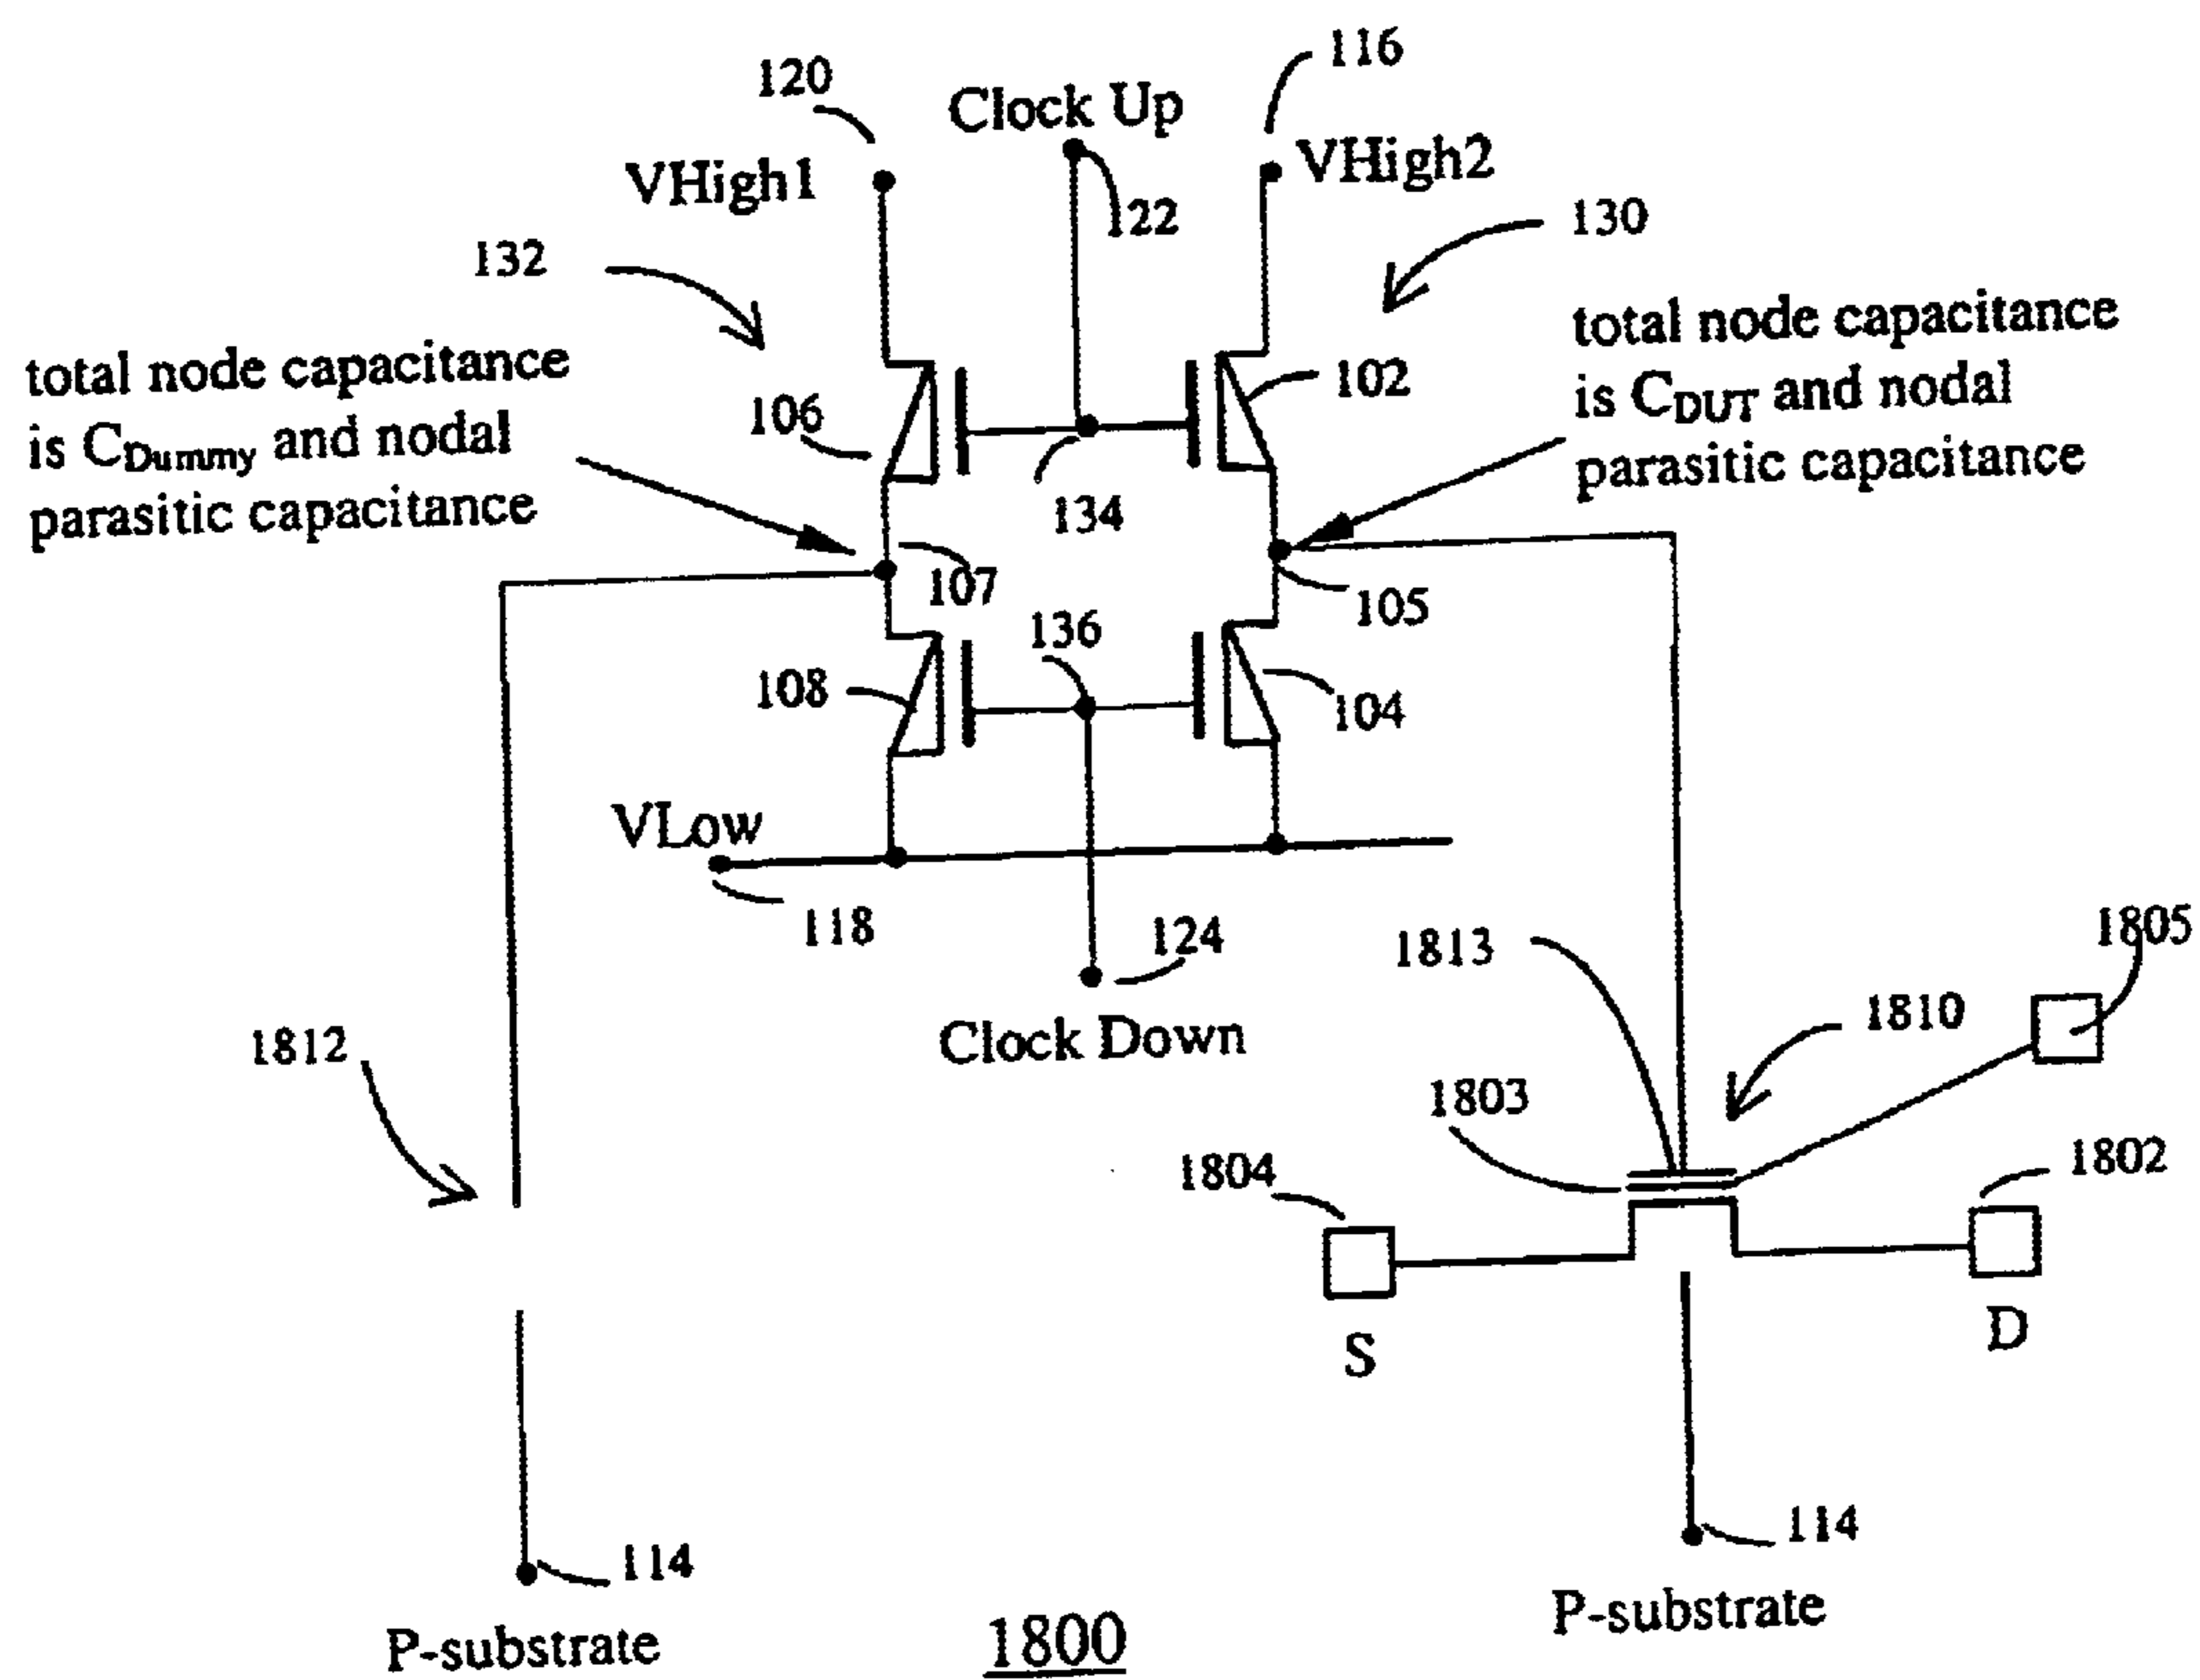 120
Clock Up
116
VHigh1
VHigh2
122
130
132
total node capacitance
is CDummy and nodal
parasitic capacitance
total node capacitance
is CDUT and nodal
parasitic capacitance
106
102
134
107
105
136
108
104
VLow
118
124
Clock Down
1813
1805
1812
1810
1803
1804
1802
S
D
114
P-substrate
114
P-substrate
1800